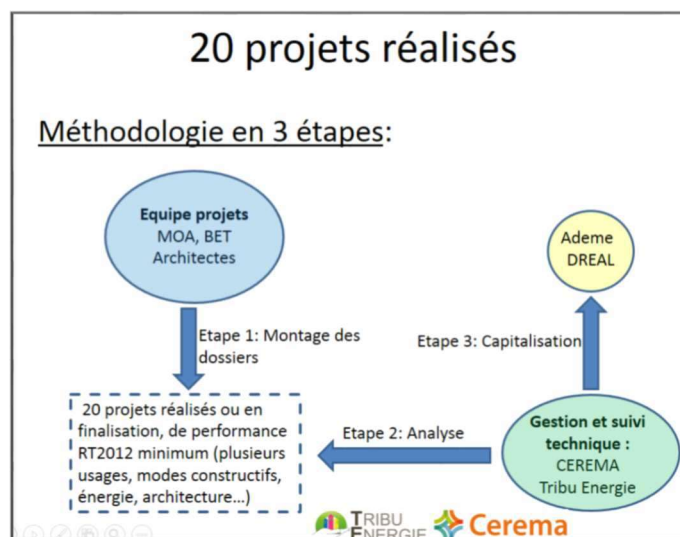 20 projets réalisés
Méthodologie en 3 étapes:
Equipe projets
MOA, BET
Architectes
Ademe
DREAL
Etape 1: Montage des
dossiers
Etape 3: Capitalisation
20 projets réalisés ou en
finalisation, de performance
RT2012 minimum (plusieurs
usages, modes constructifs,
énergie, architecture...)
Etape 2: Analyse
Gestion et suivi
technique :
CEREMA
Tribu Energie
TRIBU
ENERGIE
Cerema